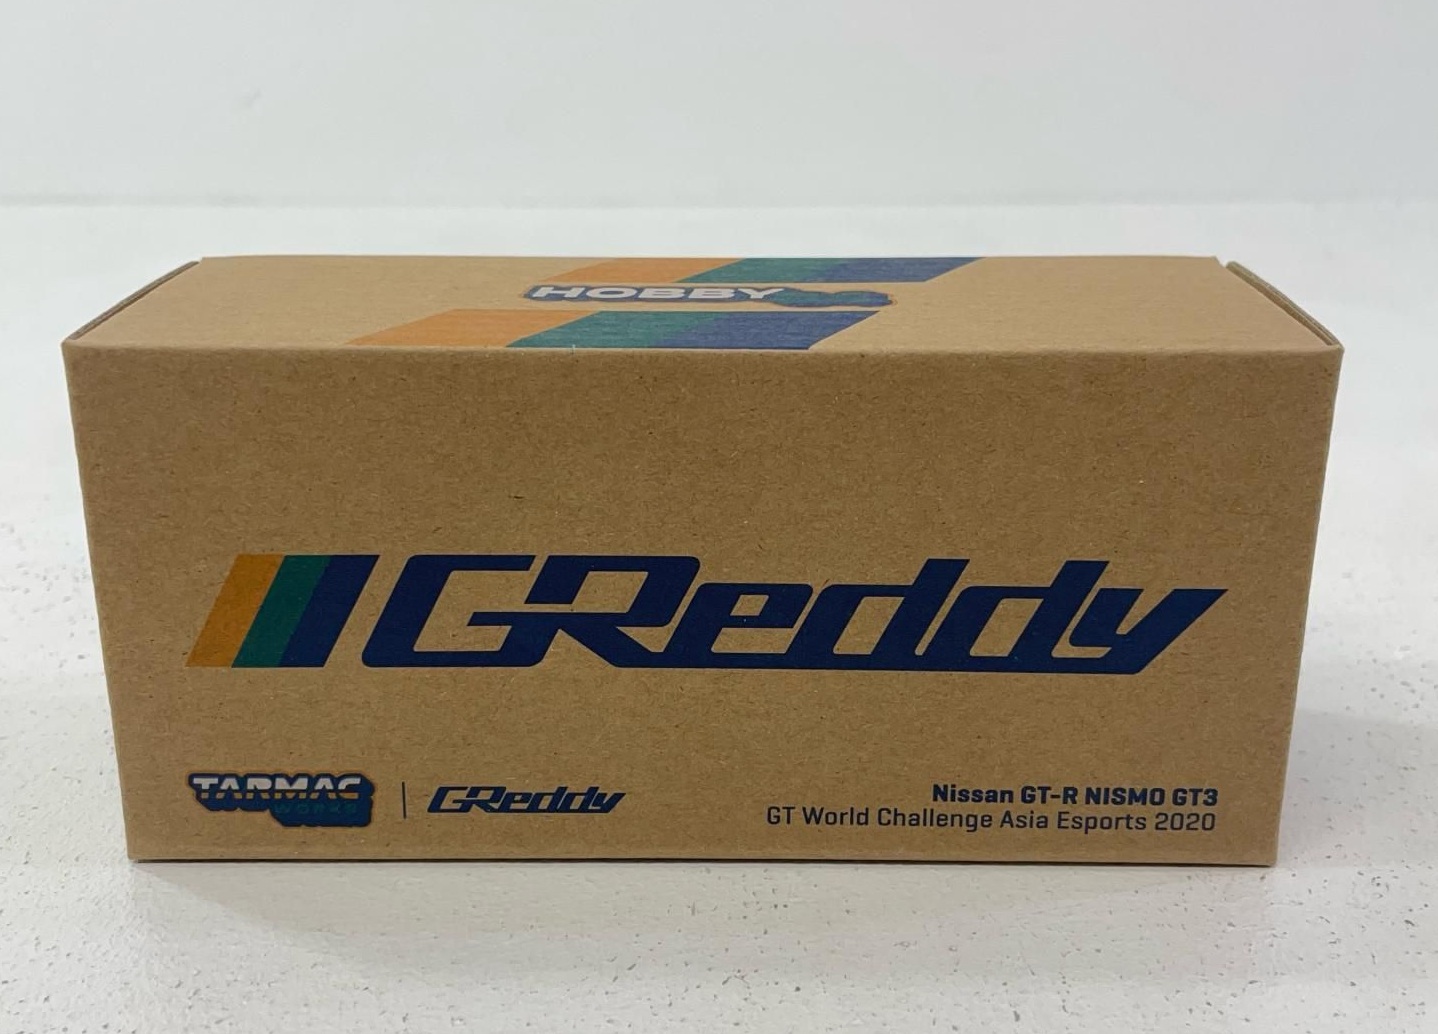 HOBBY
GReddy
TARMAC
WORKS
GReddy
Nissan GT-R NISMO GT3
GT World Challenge Asia Esports 2020